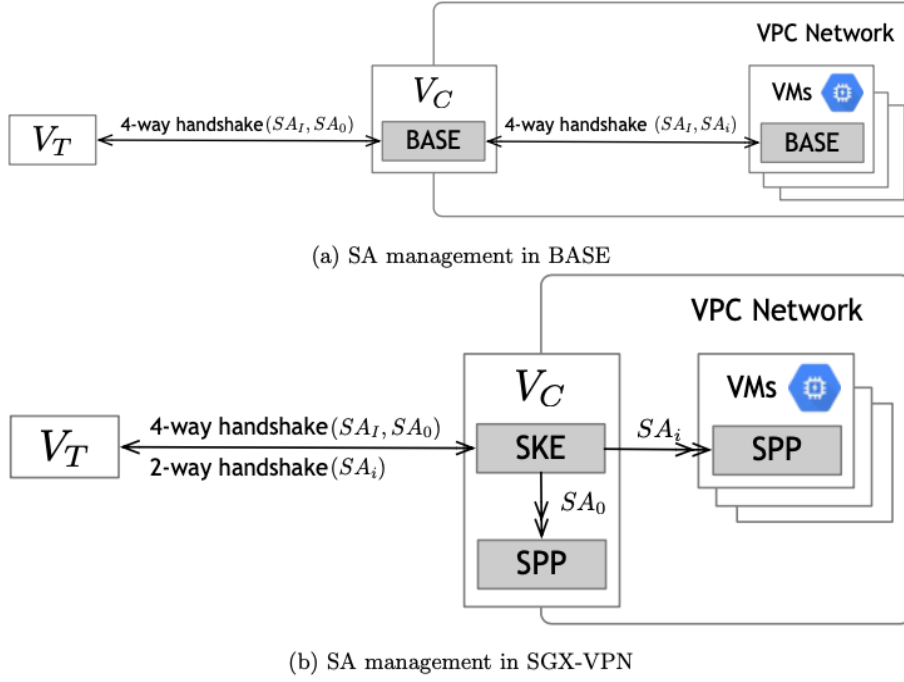 VPC Network
V_C
VMs
V_T
4-way handshake(SA_I, SA_0)
BASE
4-way handshake (SA_I, SA_i)
BASE
(a) SA management in BASE
VPC Network
V_C
VMs
V_T
4-way handshake(SA_I, SA_0)
2-way handshake(SA_i)
SKE
SA_i
SPP
SA_0
SPP
(b) SA management in SGX-VPN